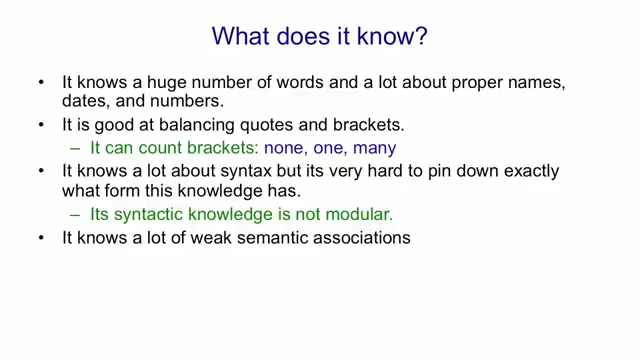 What does it know?
• It knows a huge number of words and a lot about proper names,
dates, and numbers.
• It is good at balancing quotes and brackets.
– It can count brackets: none, one, many
• It knows a lot about syntax but its very hard to pin down exactly
what form this knowledge has.
– Its syntactic knowledge is not modular.
• It knows a lot of weak semantic associations